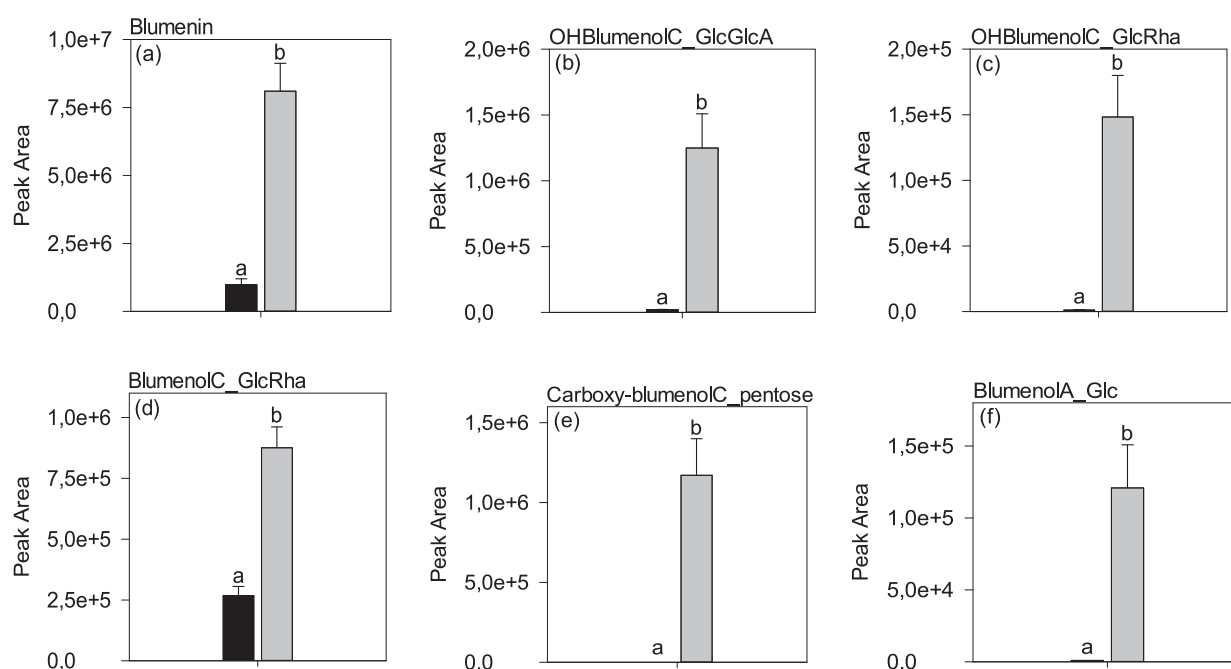 Blumenin
(a)
Peak Area
1,0e+7
7,5e+6
5,0e+6
2,5e+6
0,0
a
b
OHBlumenolC_GlcGlcA
(b)
Peak Area
2,0e+6
1,5e+6
1,0e+6
5,0e+5
0,0
a
b
OHBlumenolC_GlcRha
(c)
Peak Area
2,0e+5
1,5e+5
1,0e+5
5,0e+4
0,0
a
b
BlumenolC_GlcRha
(d)
Peak Area
1,0e+6
7,5e+5
5,0e+5
2,5e+5
0,0
a
b
Carboxy-blumenolC_pentose
(e)
Peak Area
1,5e+6
1,0e+6
5,0e+5
0,0
a
b
BlumenolA_Glc
(f)
Peak Area
1,5e+5
1,0e+5
5,0e+4
0,0
a
b